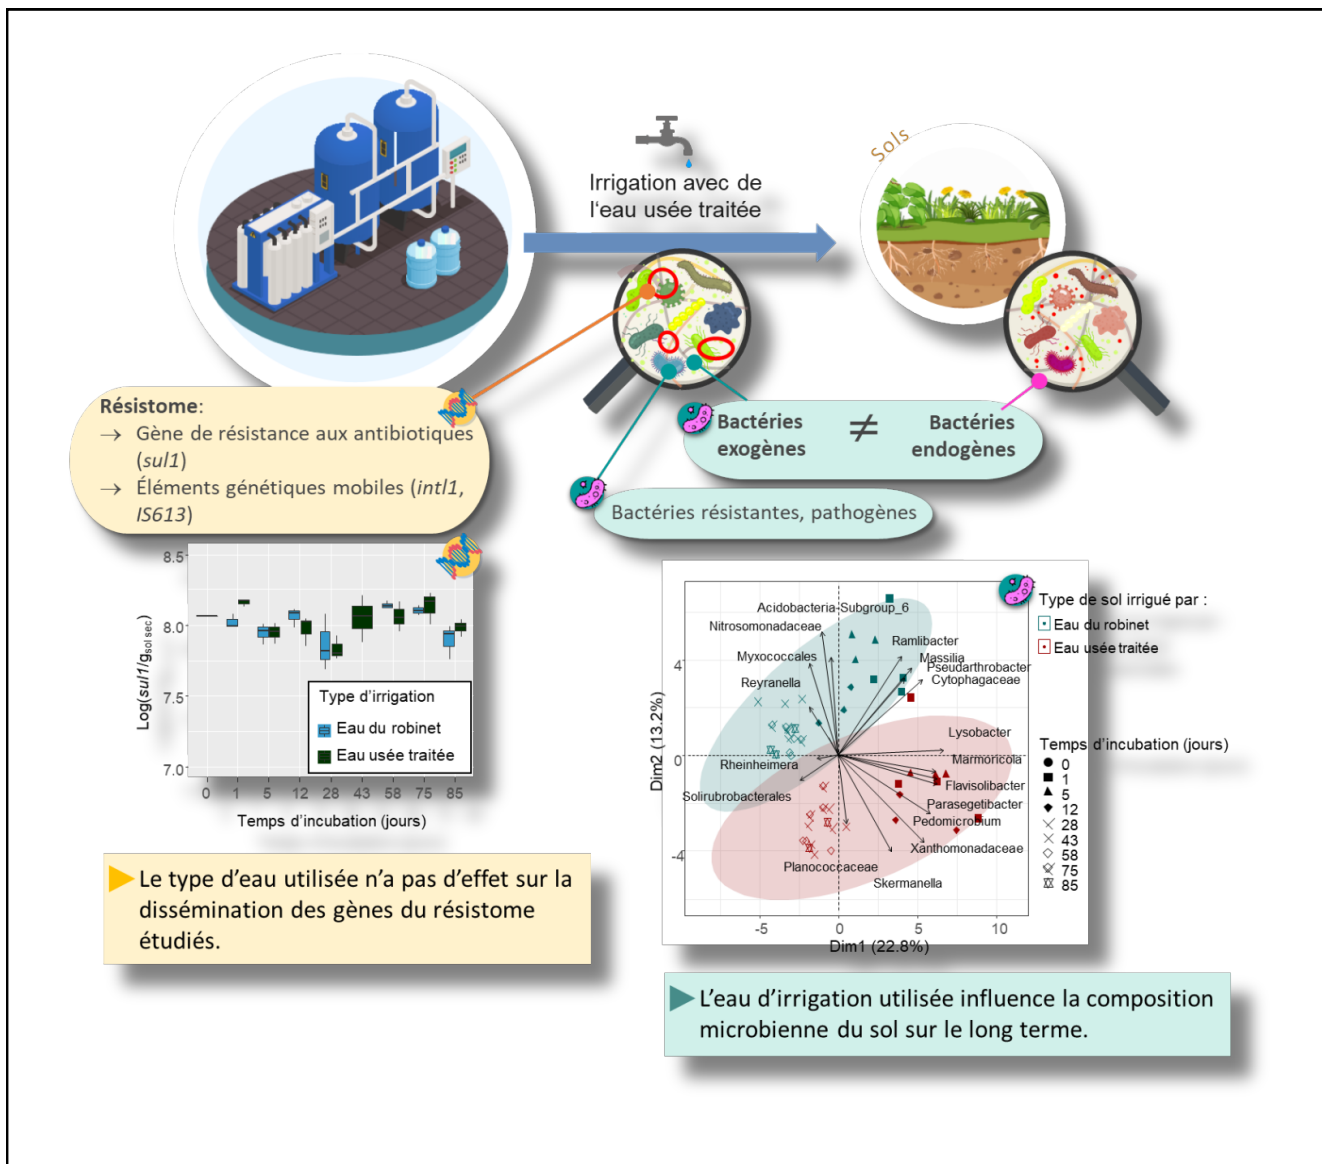 Sols
Irrigation avec de
l'eau usée traitée
Résistome:
→ Gène de résistance aux antibiotiques
(sul1)
→ Éléments génétiques mobiles (intl1,
IS613)
Bactéries
exogènes
≠
Bactéries
endogènes
Bactéries résistantes, pathogènes
Log(sul1/gsol sec)
8.5
8.0
7.5
7.0
Type d'irrigation
Eau du robinet
Eau usée traitée
0 1 5 12 28 43 58 75 85
Temps d'incubation (jours)
Le type d'eau utilisée n'a pas d'effet sur la
dissémination des gènes du résistome
étudiés.
Dim2 (13.2%)
4
0
-4
Acidobacteria-Subgroup_6
Nitrosomonadaceae
Ramlibacter
Myxococcales
Massilia
Pseudarthrobacter
Reyranella
Cytophagaceae
Lysobacter
Rheinheimera
Marmoricola
Flavisolibacter
Solirubrobacterales
Parasegetibacter
Pedomicrobium
Xanthomonadaceae
Planococcaceae
Skermanella
-5 0 5 10
Dim1 (22.8%)
Type de sol irrigué par :
Eau du robinet
Eau usée traitée
Temps d'incubation (jours)
0
1
5
12
28
43
58
75
85
L'eau d'irrigation utilisée influence la composition
microbienne du sol sur le long terme.